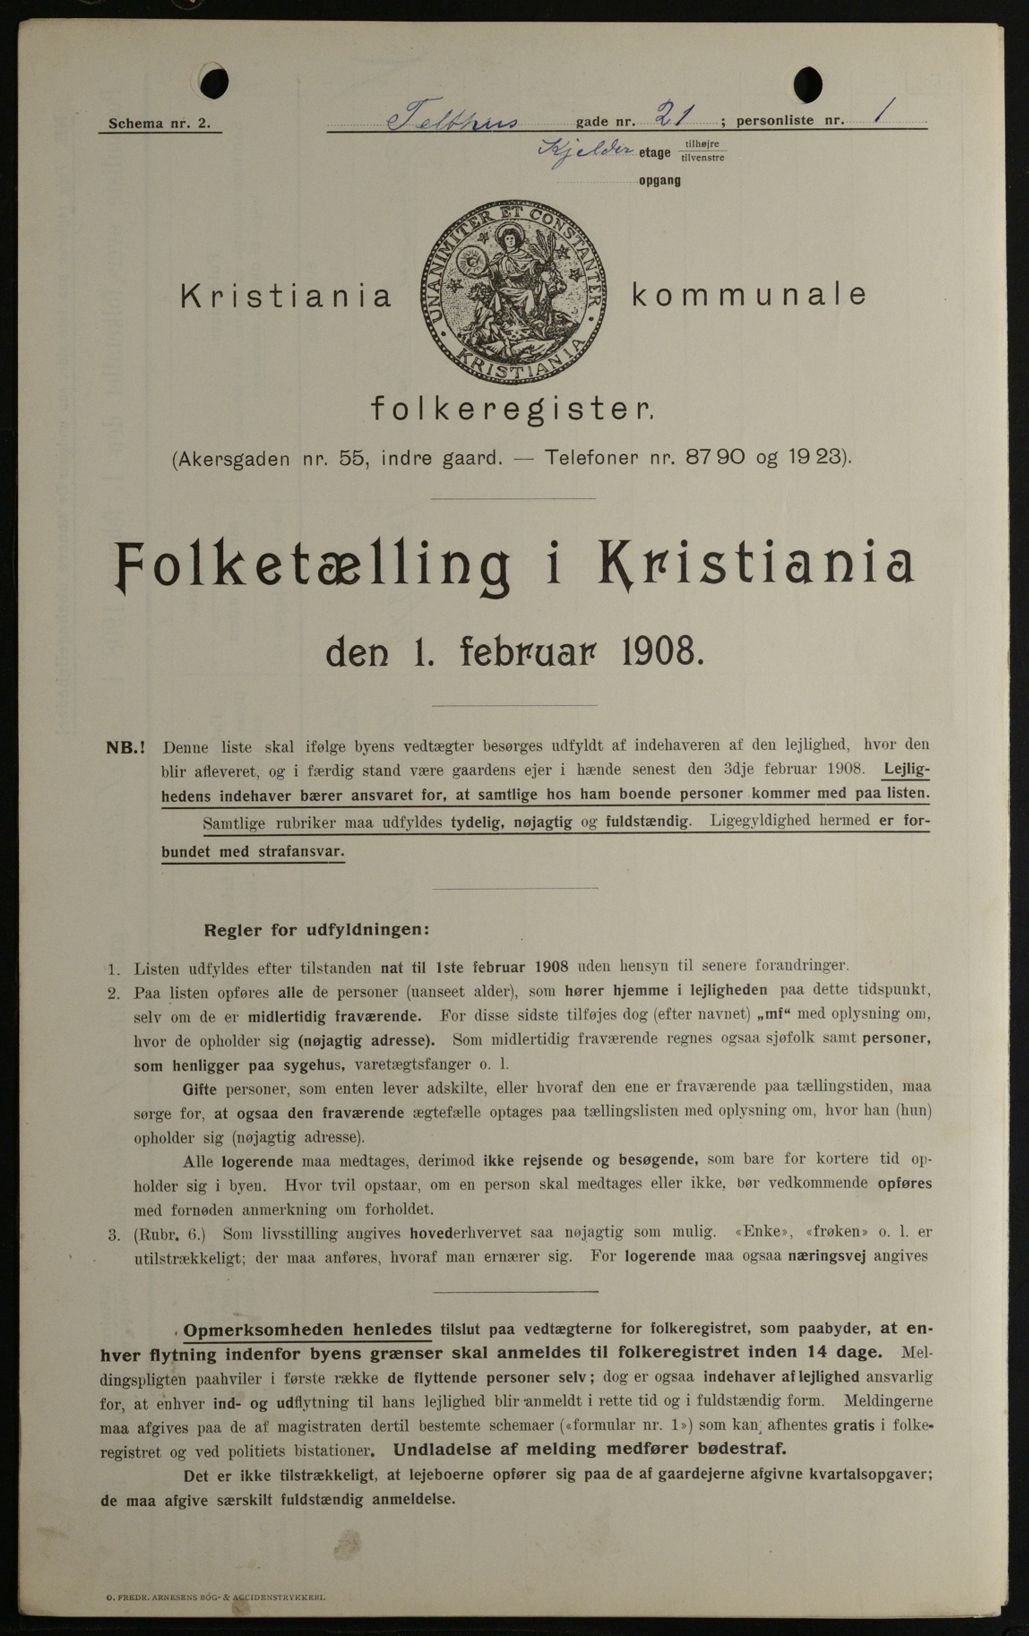 Schema nr. 2.
Telthus gade nr. 21 ; personliste nr. 1
Kjelder etage tilhøjre
tilvenstre
opgang
UNANIMITER ET CONSTANTER
KRISTIANIA
Kristiania kommunale
folkeregister.
(Akersgaden nr. 55, indre gaard. — Telefoner nr. 87 90 og 19 23).
Folketælling i Kristiania
den 1. februar 1908.
NB.! Denne liste skal ifølge byens vedtægter besørges udfyldt af indehaveren af den lejlighed, hvor den
blir afleveret, og i færdig stand være gaardens ejer i hænde senest den 3dje februar 1908. Lejlig-
hedens indehaver bærer ansvaret for, at samtlige hos ham boende personer kommer med paa listen.
Samtlige rubriker maa udfyldes tydelig, nøjagtig og fuldstændig. Ligegyldighed hermed er for-
bundet med strafansvar.
Regler for udfyldningen:
1. Listen udfyldes efter tilstanden nat til 1ste februar 1908 uden hensyn til senere forandringer.
2. Paa listen opføres alle de personer (uanseet alder), som hører hjemme i lejligheden paa dette tidspunkt,
selv om de er midlertidig fraværende. For disse sidste tilføjes dog (efter navnet) „mf“ med oplysning om,
hvor de opholder sig (nøjagtig adresse). Som midlertidig fraværende regnes ogsaa sjøfolk samt personer,
som henligger paa sygehus, varetægtsfanger o. l.
Gifte personer, som enten lever adskilte, eller hvoraf den ene er fraværende paa tællingstiden, maa
sørge for, at ogsaa den fraværende ægtefælle optages paa tællingslisten med oplysning om, hvor han (hun)
opholder sig (nøjagtig adresse).
Alle logerende maa medtages, derimod ikke rejsende og besøgende, som bare for kortere tid op-
holder sig i byen. Hvor tvil opstaar, om en person skal medtages eller ikke, bør vedkommende opføres
med fornøden anmerkning om forholdet.
3. (Rubr. 6.) Som livsstilling angives hovederhvervet saa nøjagtig som mulig. «Enke», «frøken» o. l. er
utilstrækkeligt; der maa anføres, hvoraf man ernærer sig. For logerende maa ogsaa næringsvej angives
Opmerksomheden henledes tilslut paa vedtægterne for folkeregistret, som paabyder, at en-
hver flytning indenfor byens grænser skal anmeldes til folkeregistret inden 14 dage. Mel-
dingspligten paahviler i første række de flyttende personer selv; dog er ogsaa indehaver af lejlighed ansvarlig
for, at enhver ind- og udflytning til hans lejlighed blir anmeldt i rette tid og i fuldstændig form. Meldingerne
maa afgives paa de af magistraten dertil bestemte schemaer («formular nr. 1») som kan afhentes gratis i folke-
registret og ved politiets bistationer. Undladelse af melding medfører bødestraf.
Det er ikke tilstrækkeligt, at lejeboerne opfører sig paa de af gaardejerne afgivne kvartalsopgaver;
de maa afgive særskilt fuldstændig anmeldelse.
O. FREDR. ARNESENS BOG- & ACCIDENSTRYKKERI.